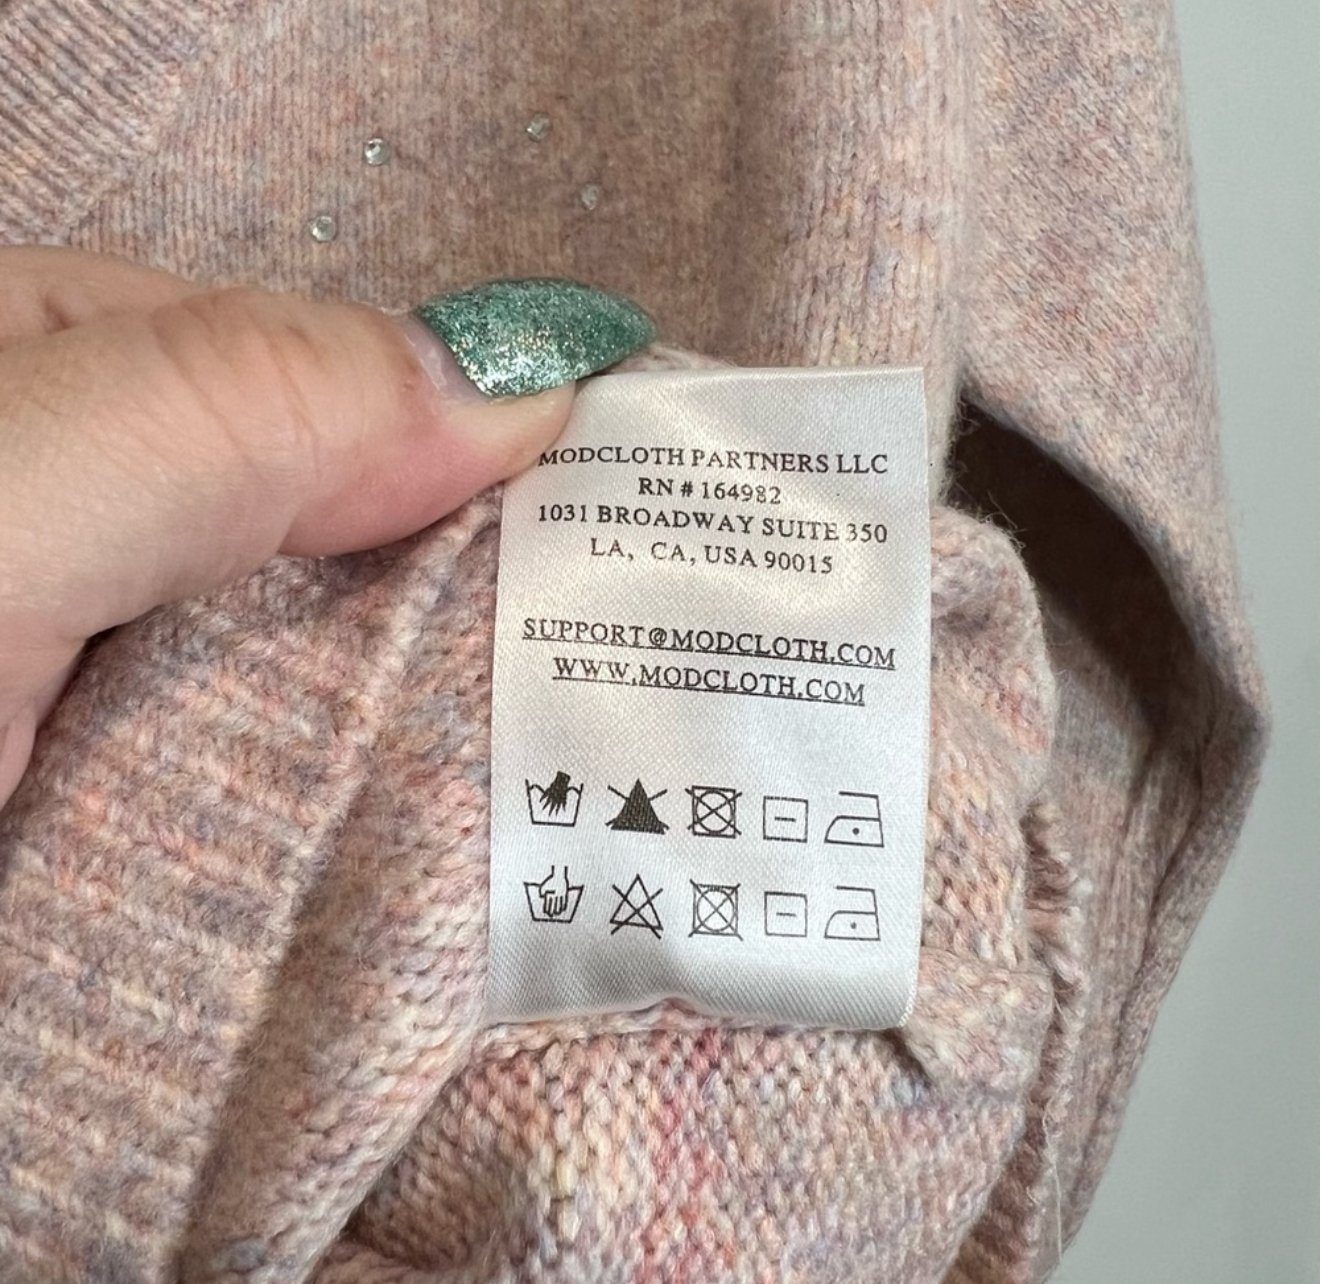 MODCLOTH PARTNERS LLC
RN # 164982
1031 BROADWAY SUITE 350
LA, CA, USA 90015
SUPPORT@MODCLOTH.COM
WWW.MODCLOTH.COM